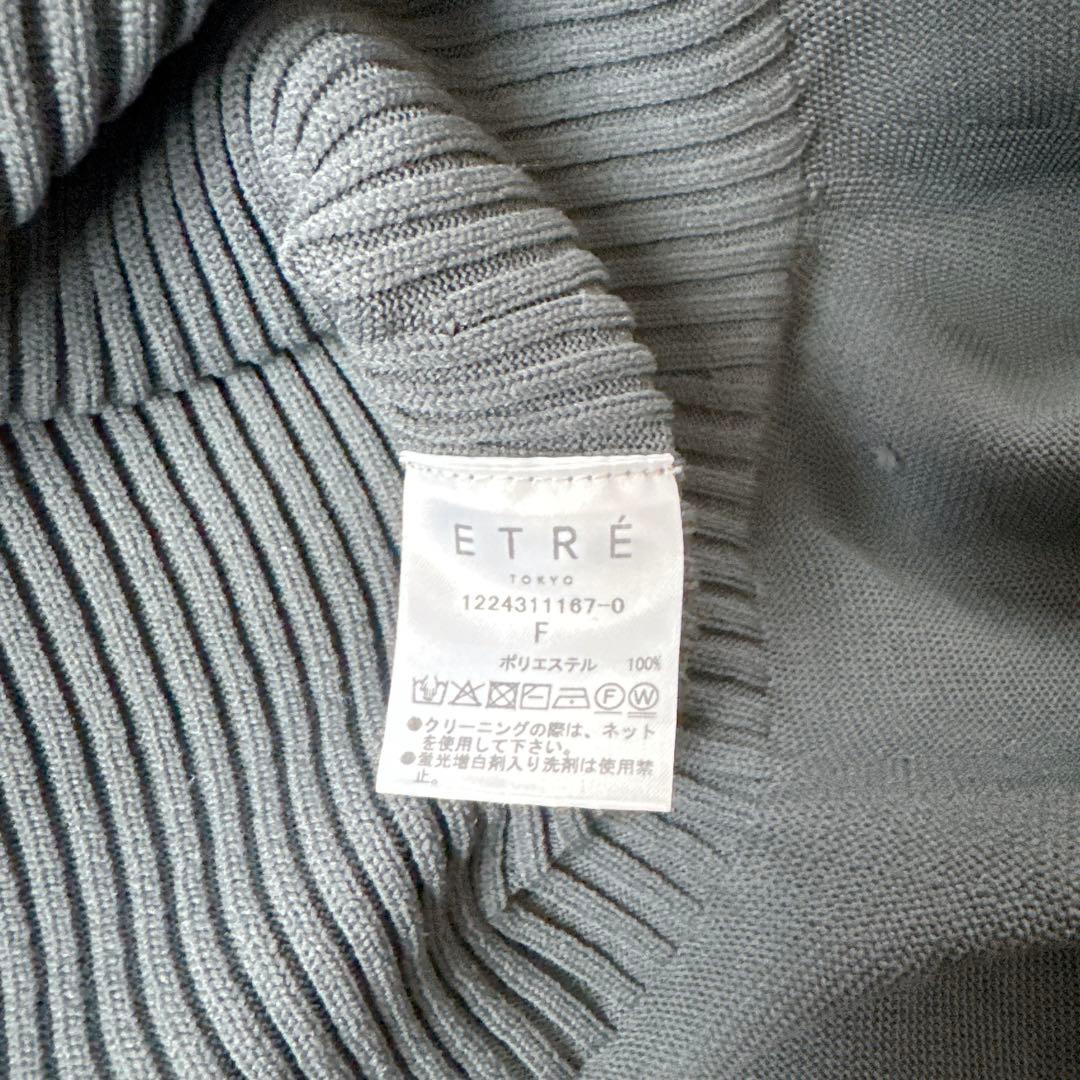 ETRÉ
TOKYO
1224311167-0
F
ポリエステル 100%
F W
●クリーニングの際は、ネット
を使用して下さい。
●蛍光増白剤入り洗剤は使用禁
止。